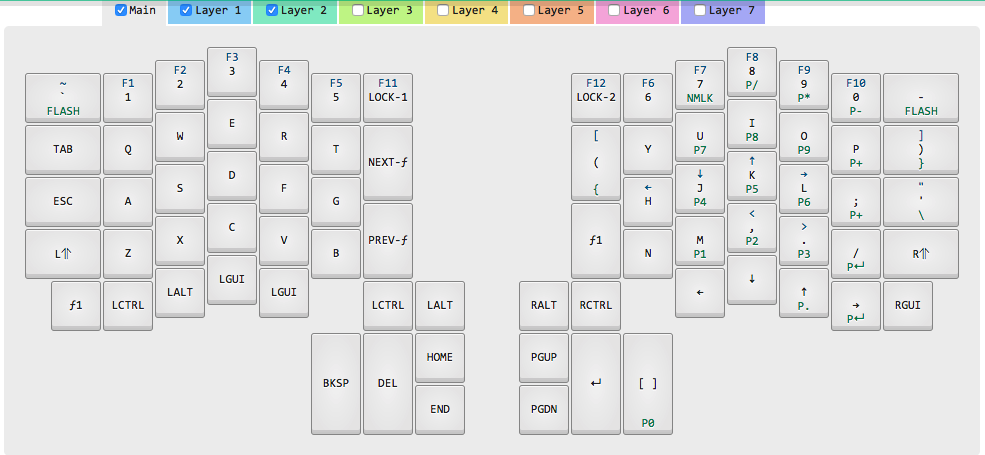 Main Layer 1 Layer 2 Layer 3 Layer 4 Layer 5 Layer 6 Layer 7
~
`
FLASH
F1
1
F2
2
F3
3
F4
4
F5
5
F11
LOCK-1
F12
LOCK-2
F6
6
F7
7
NMLK
F8
8
P/
F9
9
P*
F10
0
P-
-
FLASH
TAB
Q
W
E
R
T
NEXT-ƒ
[
(
{
Y
U
P7
I
P8
O
P9
P
P+
]
)
}
ESC
A
S
D
F
G
←
H
↓
J
P4
↑
K
P5
→
L
P6
;
P+
"
'
\
L⇑
Z
X
C
V
B
PREV-ƒ
ƒ1
N
M
P1
<
,
P2
>
.
P3
/
P↵
R⇑
ƒ1
LCTRL
LALT
LGUI
LGUI
←
↓
↑
P.
→
P↵
RGUI
LCTRL
LALT
RALT
RCTRL
BKSP
DEL
HOME
END
PGUP
PGDN
↵
[ ]
P0